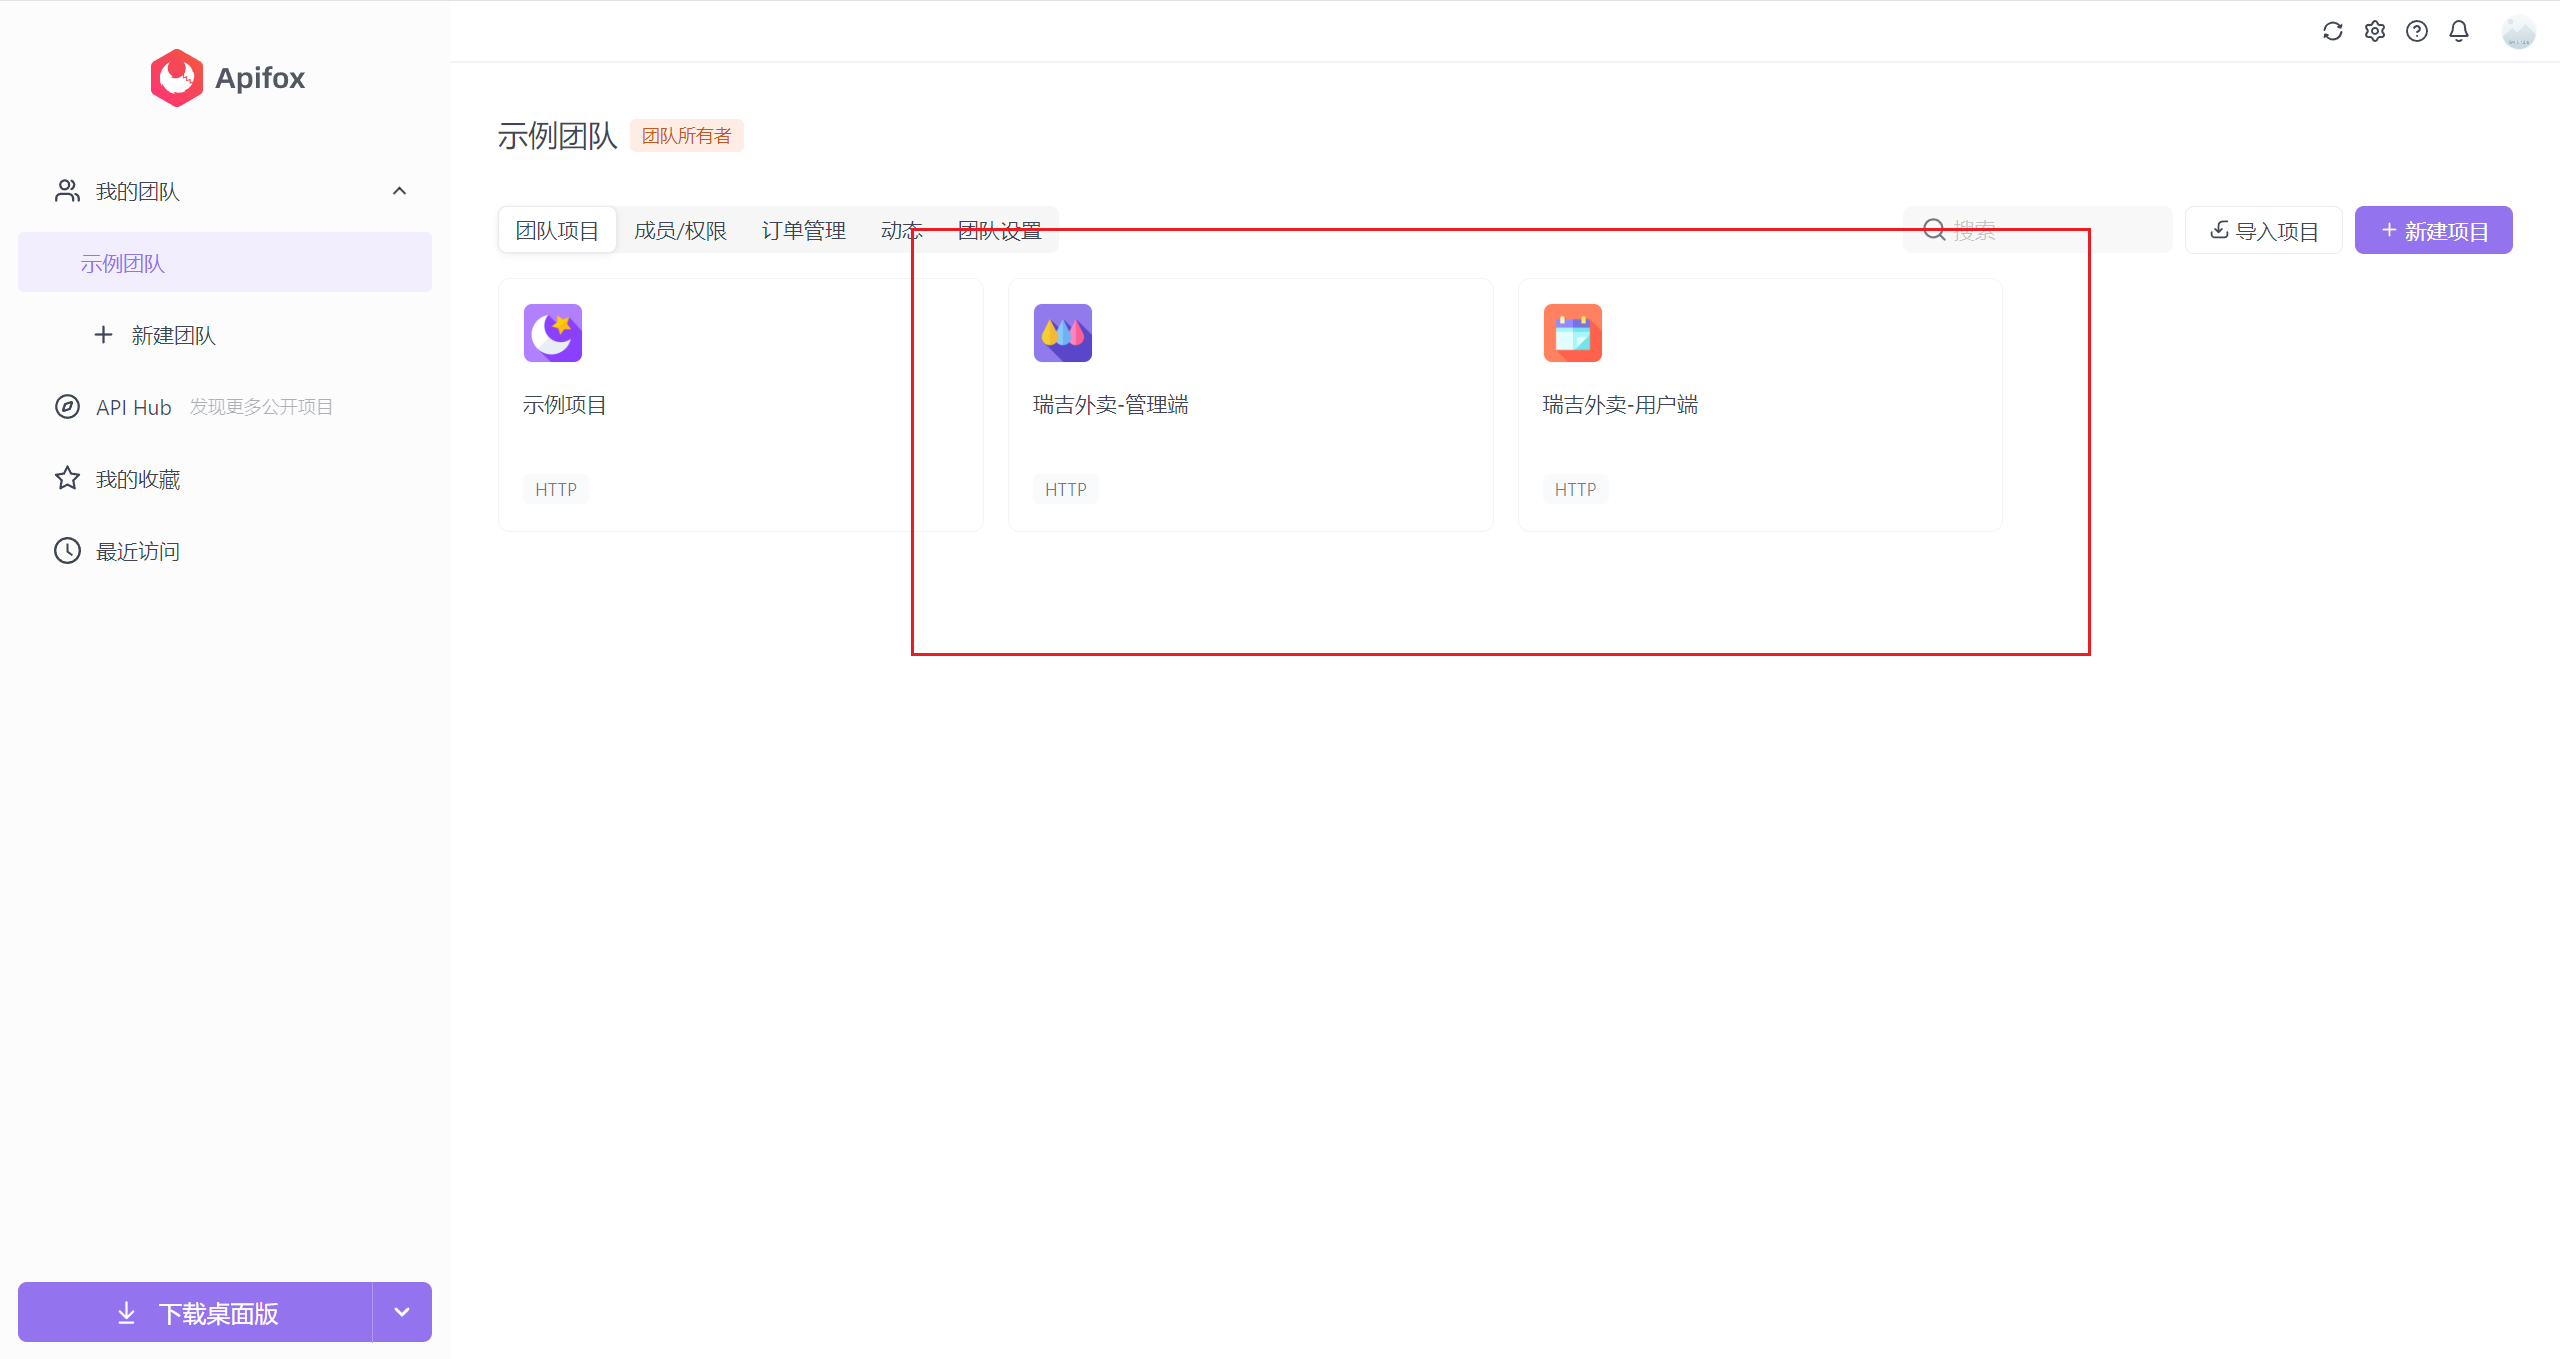 Apifox
我的团队
示例团队
新建团队
API Hub 发现更多公开项目
我的收藏
最近访问
下载桌面版
示例团队 团队所有者
团队项目 成员/权限 订单管理 动态 团队设置 搜索 导入项目 + 新建项目
示例项目 瑞吉外卖-管理端 瑞吉外卖-用户端
HTTP HTTP HTTP